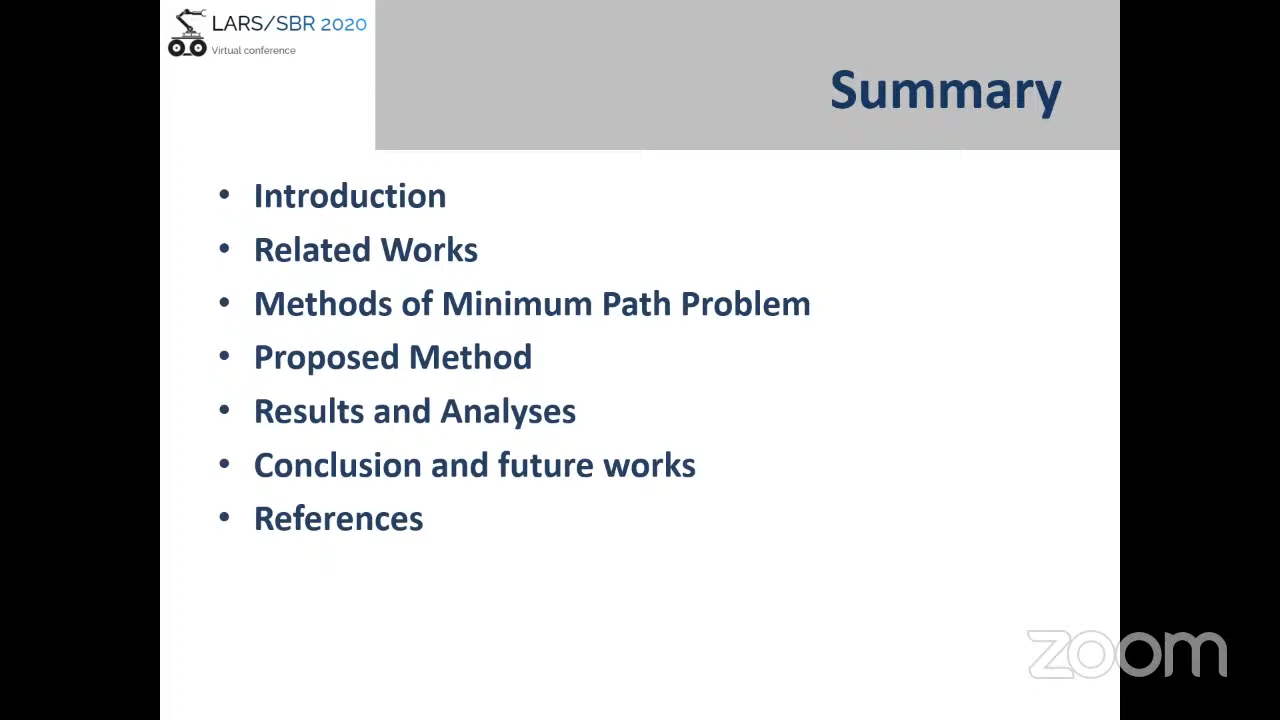 LARS/SBR 2020
Virtual conference
Summary
• Introduction
• Related Works
• Methods of Minimum Path Problem
• Proposed Method
• Results and Analyses
• Conclusion and future works
• References
zoom